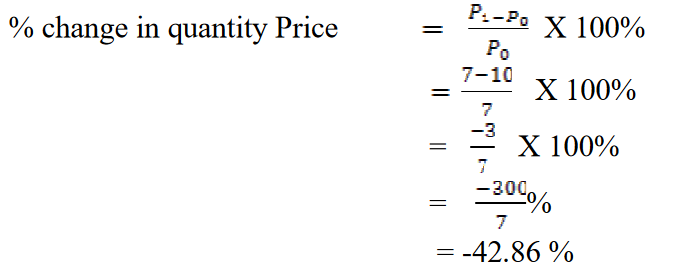 % change in quantity Price = P₁−P₀ / P₀ X 100%
= 7−10 / 7 X 100%
= −3 / 7 X 100%
= −300 / 7 %
= -42.86 %